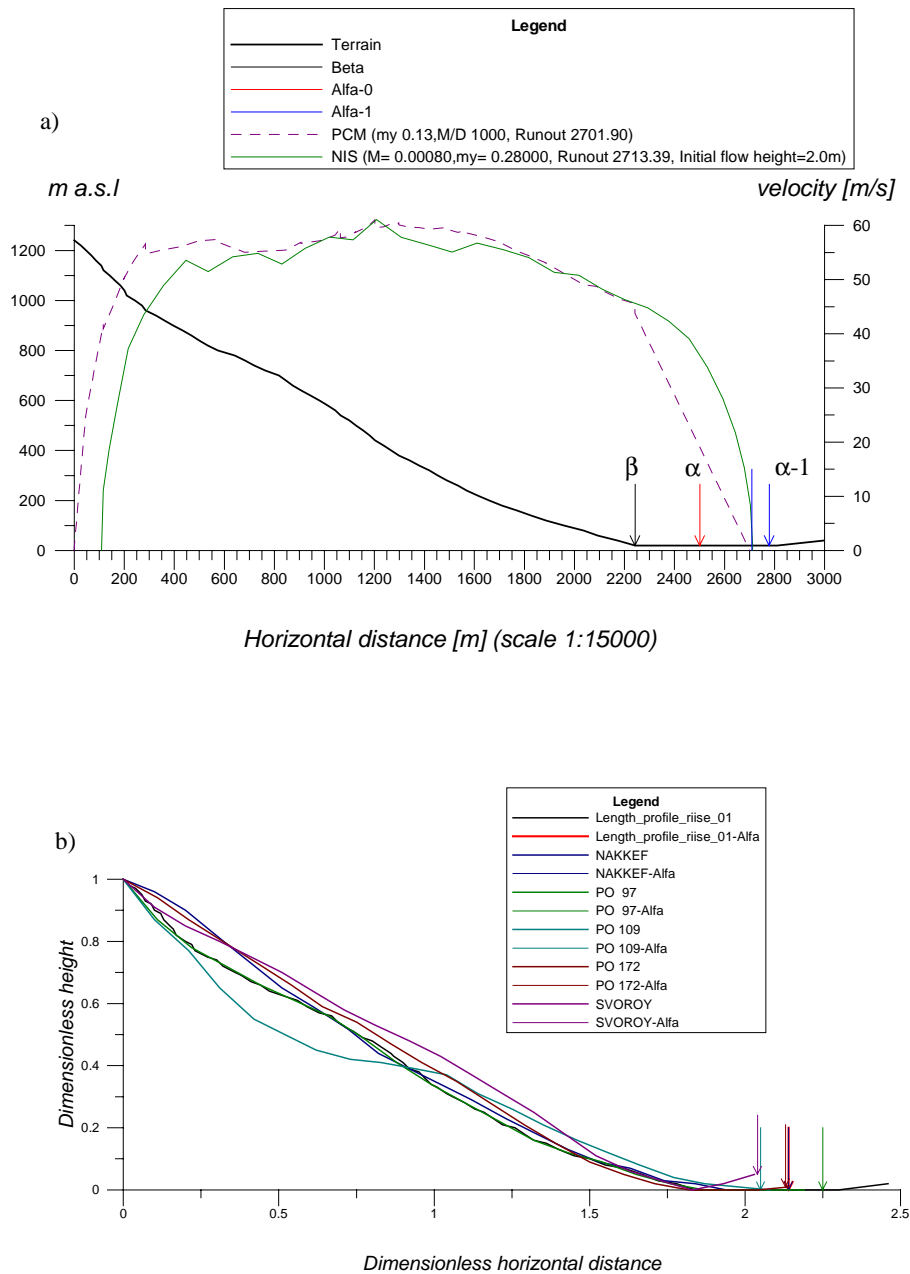 Legend
Terrain
Beta
Alfa-0
Alfa-1
PCM (my 0.13,M/D 1000, Runout 2701.90)
NIS (M= 0.00080,my= 0.28000, Runout 2713.39, Initial flow height=2.0m)
a)
m a.s.l
velocity [m/s]
1200
1000
800
600
400
200
0
60
50
40
30
20
10
0
β
α
α-1
0 200 400 600 800 1000 1200 1400 1600 1800 2000 2200 2400 2600 2800 3000
Horizontal distance [m] (scale 1:15000)
b)
Legend
Length_profile_riise_01
Length_profile_riise_01-Alfa
NAKKEF
NAKKEF-Alfa
PO 97
PO 97-Alfa
PO 109
PO 109-Alfa
PO 172
PO 172-Alfa
SVOROY
SVOROY-Alfa
Dimensionless height
1
0.8
0.6
0.4
0.2
0
0 0.5 1 1.5 2 2.5
Dimensionless horizontal distance